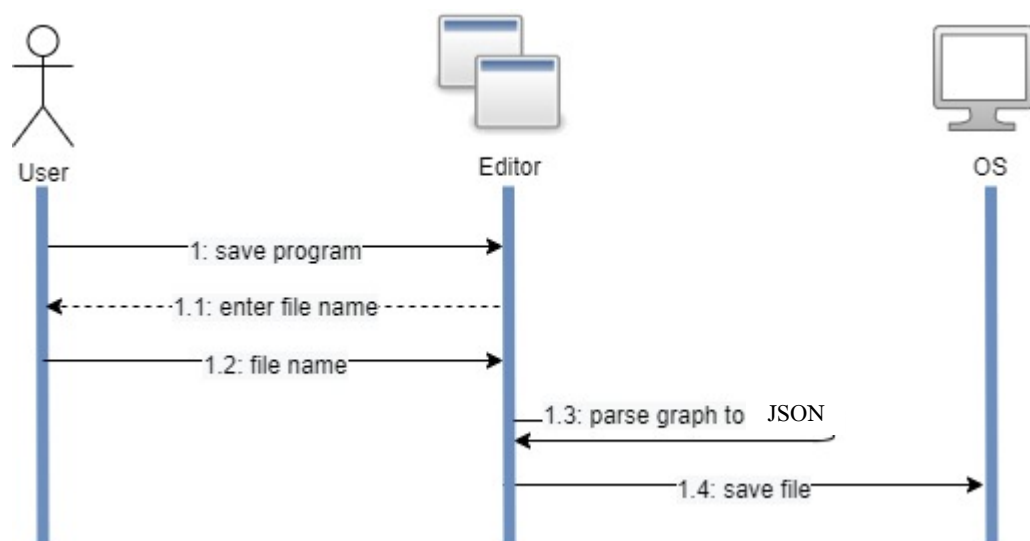 User
Editor
OS
1: save program
1.1: enter file name
1.2: file name
1.3: parse graph to JSON
1.4: save file